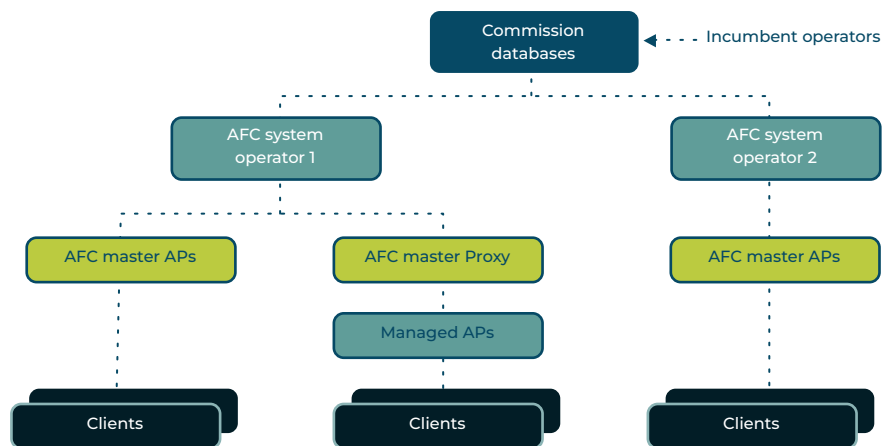 Commission
databases
Incumbent operators
AFC system
operator 1
AFC system
operator 2
AFC master APs
AFC master Proxy
AFC master APs
Managed APs
Clients
Clients
Clients